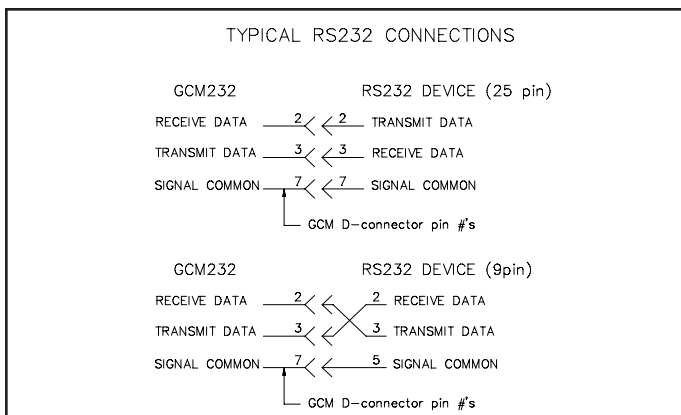 TYPICAL RS232 CONNECTIONS
GCM232 RS232 DEVICE (25 pin)
RECEIVE DATA 2 2 TRANSMIT DATA
TRANSMIT DATA 3 3 RECEIVE DATA
SIGNAL COMMON 7 7 SIGNAL COMMON
GCM D-connector pin #'s
GCM232 RS232 DEVICE (9pin)
RECEIVE DATA 2 2 RECEIVE DATA
TRANSMIT DATA 3 3 TRANSMIT DATA
SIGNAL COMMON 7 5 SIGNAL COMMON
GCM D-connector pin #'s